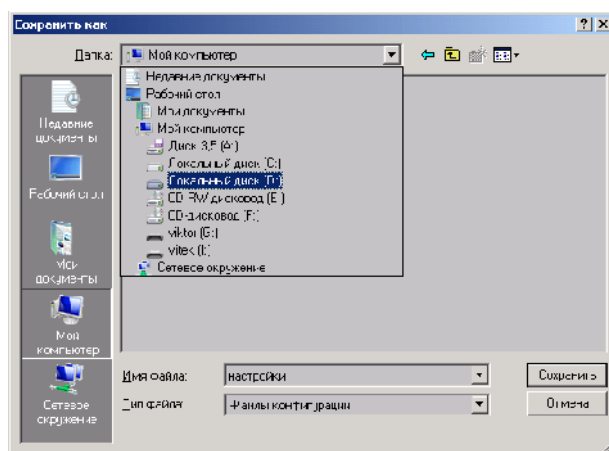 Сохранить как
Папка: Мой компьютер
Недавние документы
Рабочий стол
Мои документы
Мой компьютер
Диск 3,5 (A:)
Локальный диск (C:)
Локальный диск (D:)
CD-RW дисковод (E:)
CD-дисковод (F:)
viktor (G:)
vitek (I:)
Сетевое окружение
Недавние
документы
Рабочий стол
Мои
документы
Мой
компьютер
Сетевое
окружение
Имя файла: настройки Сохранить
Тип файла: Файлы конфигурации Отмена